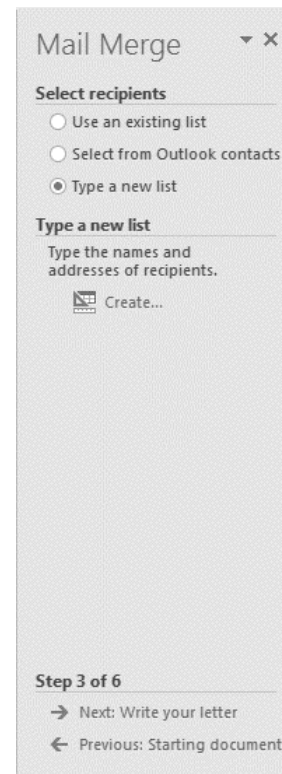 Mail Merge
Select recipients
Use an existing list
Select from Outlook contacts
Type a new list
Type a new list
Type the names and
addresses of recipients.
Create...
Step 3 of 6
Next: Write your letter
Previous: Starting document